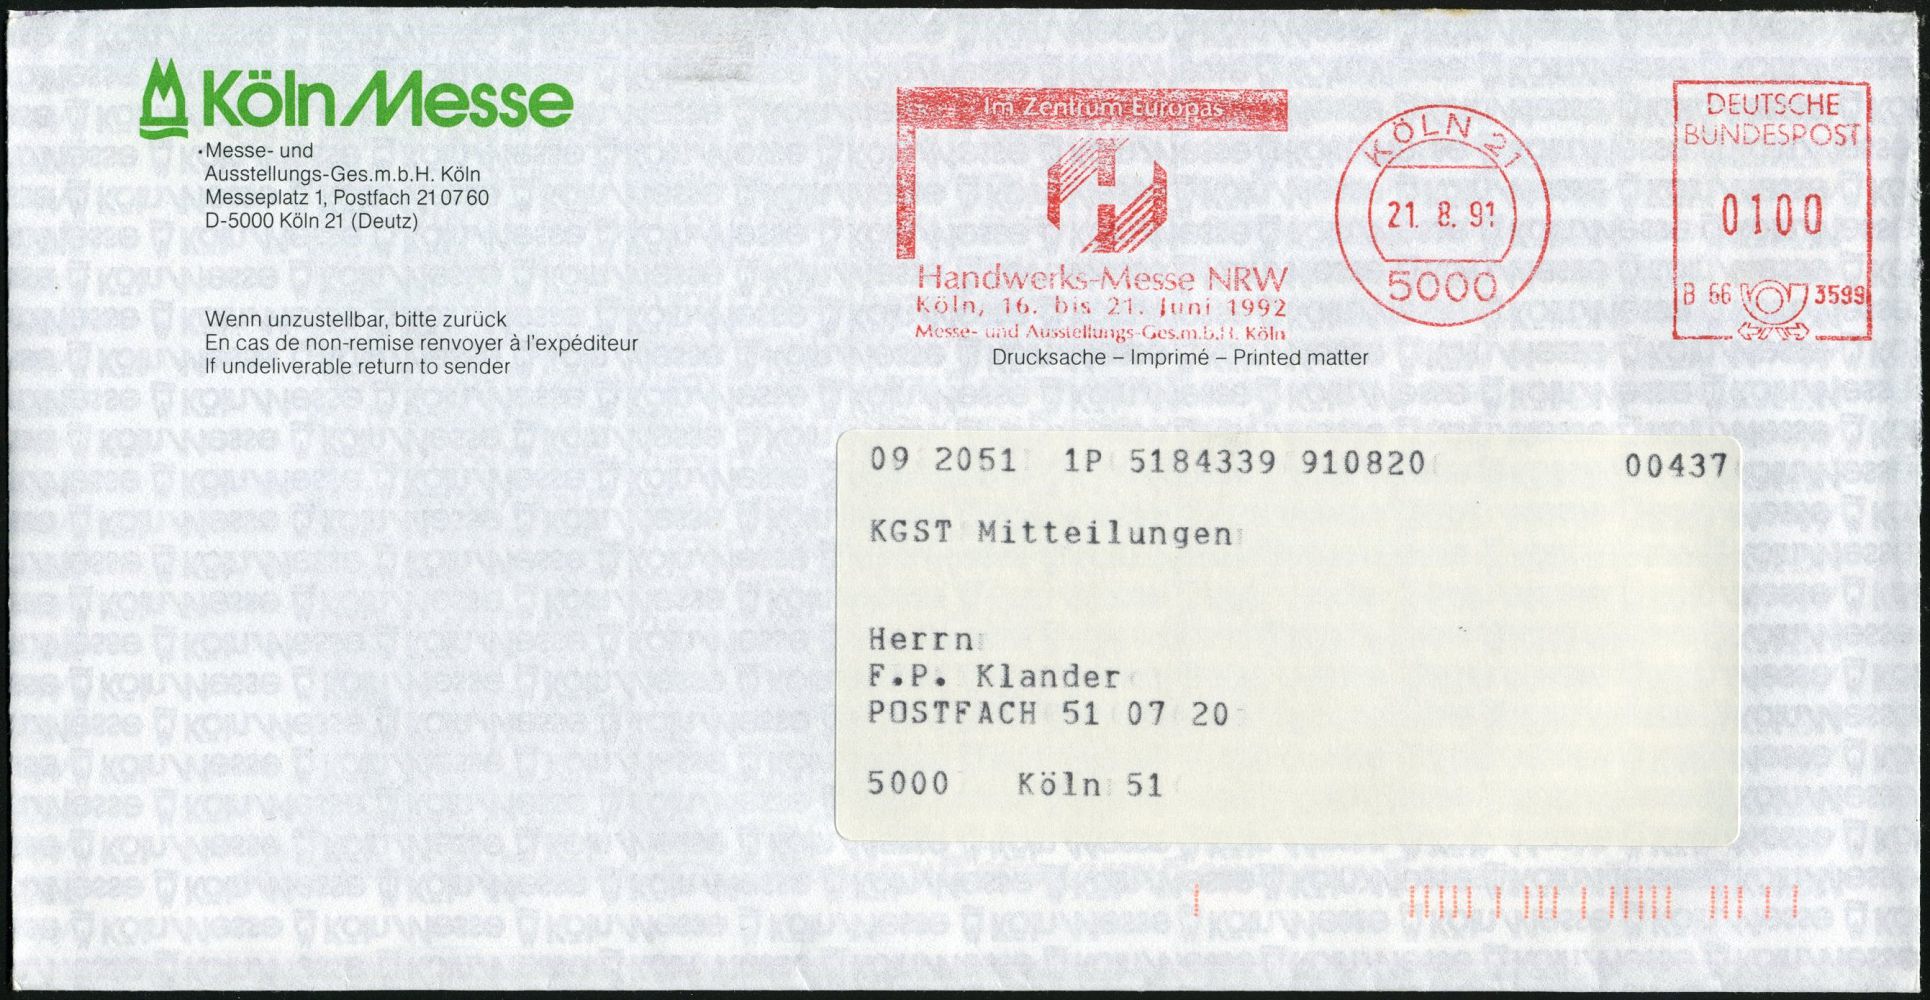 Köln Messe
Messe- und
Ausstellungs-Ges.m.b.H. Köln
Messeplatz 1, Postfach 21 07 60
D-5000 Köln 21 (Deutz)
Wenn unzustellbar, bitte zurück
En cas de non-remise renvoyer à l'expéditeur
If undeliverable return to sender
Im Zentrum Europas
Handwerks-Messe NRW
Köln, 16. bis 21. Juni 1992
Messe- und Ausstellungs-Ges.m.b.H. Köln
Drucksache – Imprimé – Printed matter
KÖLN 21
21. 8. 91
5000
DEUTSCHE
BUNDESPOST
0100
B 66 3599
09 2051 1P 5184339 910820 00437
KGST Mitteilungen
Herrn
F.P. Klander
POSTFACH 51 07 20
5000 Köln 51